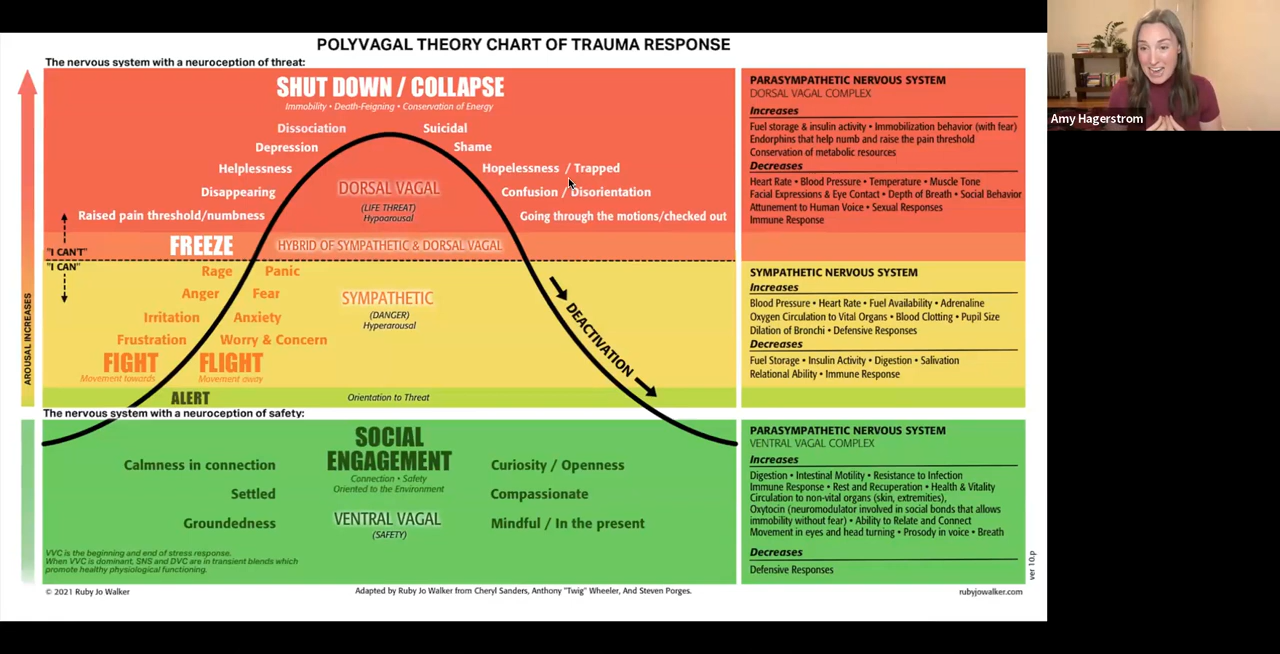 POLYVAGAL THEORY CHART OF TRAUMA RESPONSE
The nervous system with a neuroception of threat:
SHUT DOWN / COLLAPSE
Immobility • Death-Feigning • Conservation of Energy
Dissociation
Suicidal
Depression
Shame
Helplessness
Hopelessness / Trapped
Disappearing
Confusion / Disorientation
Raised pain threshold/numbness
Going through the motions/checked out
DORSAL VAGAL
(LIFE THREAT)
Hypoarousal
"I CAN'T"
FREEZE
HYBRID OF SYMPATHETIC & DORSAL VAGAL
"I CAN"
Rage
Panic
Anger
Fear
Irritation
Anxiety
Frustration
Worry & Concern
SYMPATHETIC
(DANGER)
Hyperarousal
FIGHT
Movement towards
FLIGHT
Movement away
DEACTIVATION
AROUSAL INCREASES
ALERT
Orientation to Threat
The nervous system with a neuroception of safety:
SOCIAL
ENGAGEMENT
Connection • Safety
Oriented to the Environment
Calmness in connection
Settled
Groundedness
Curiosity / Openness
Compassionate
Mindful / In the present
VENTRAL VAGAL
(SAFETY)
VVC is the beginning and end of stress response.
When VVC is dominant, SNS and DVC are in transient blends which
promote healthy physiological functioning.
PARASYMPATHETIC NERVOUS SYSTEM
DORSAL VAGAL COMPLEX
Increases
Fuel storage & insulin activity • Immobilization behavior (with fear)
Endorphins that help numb and raise the pain threshold
Conservation of metabolic resources
Decreases
Heart Rate • Blood Pressure • Temperature • Muscle Tone
Facial Expressions & Eye Contact • Depth of Breath • Social Behavior
Attunement to Human Voice • Sexual Responses
Immune Response
SYMPATHETIC NERVOUS SYSTEM
Increases
Blood Pressure • Heart Rate • Fuel Availability • Adrenaline
Oxygen Circulation to Vital Organs • Blood Clotting • Pupil Size
Dilation of Bronchi • Defensive Responses
Decreases
Fuel Storage • Insulin Activity • Digestion • Salivation
Relational Ability • Immune Response
PARASYMPATHETIC NERVOUS SYSTEM
VENTRAL VAGAL COMPLEX
Increases
Digestion • Intestinal Motility • Resistance to Infection
Immune Response • Rest and Recuperation • Health & Vitality
Circulation to non-vital organs (skin, extremities),
Oxytocin (neuromodulator involved in social bonds that allows
immobility without fear) • Ability to Relate and Connect
Movement in eyes and head turning • Prosody in voice • Breath
Decreases
Defensive Responses
ver 10.p
© 2021 Ruby Jo Walker
Adapted by Ruby Jo Walker from Cheryl Sanders, Anthony "Twig" Wheeler, And Steven Porges.
rubyjowalker.com
Amy Hagerstrom